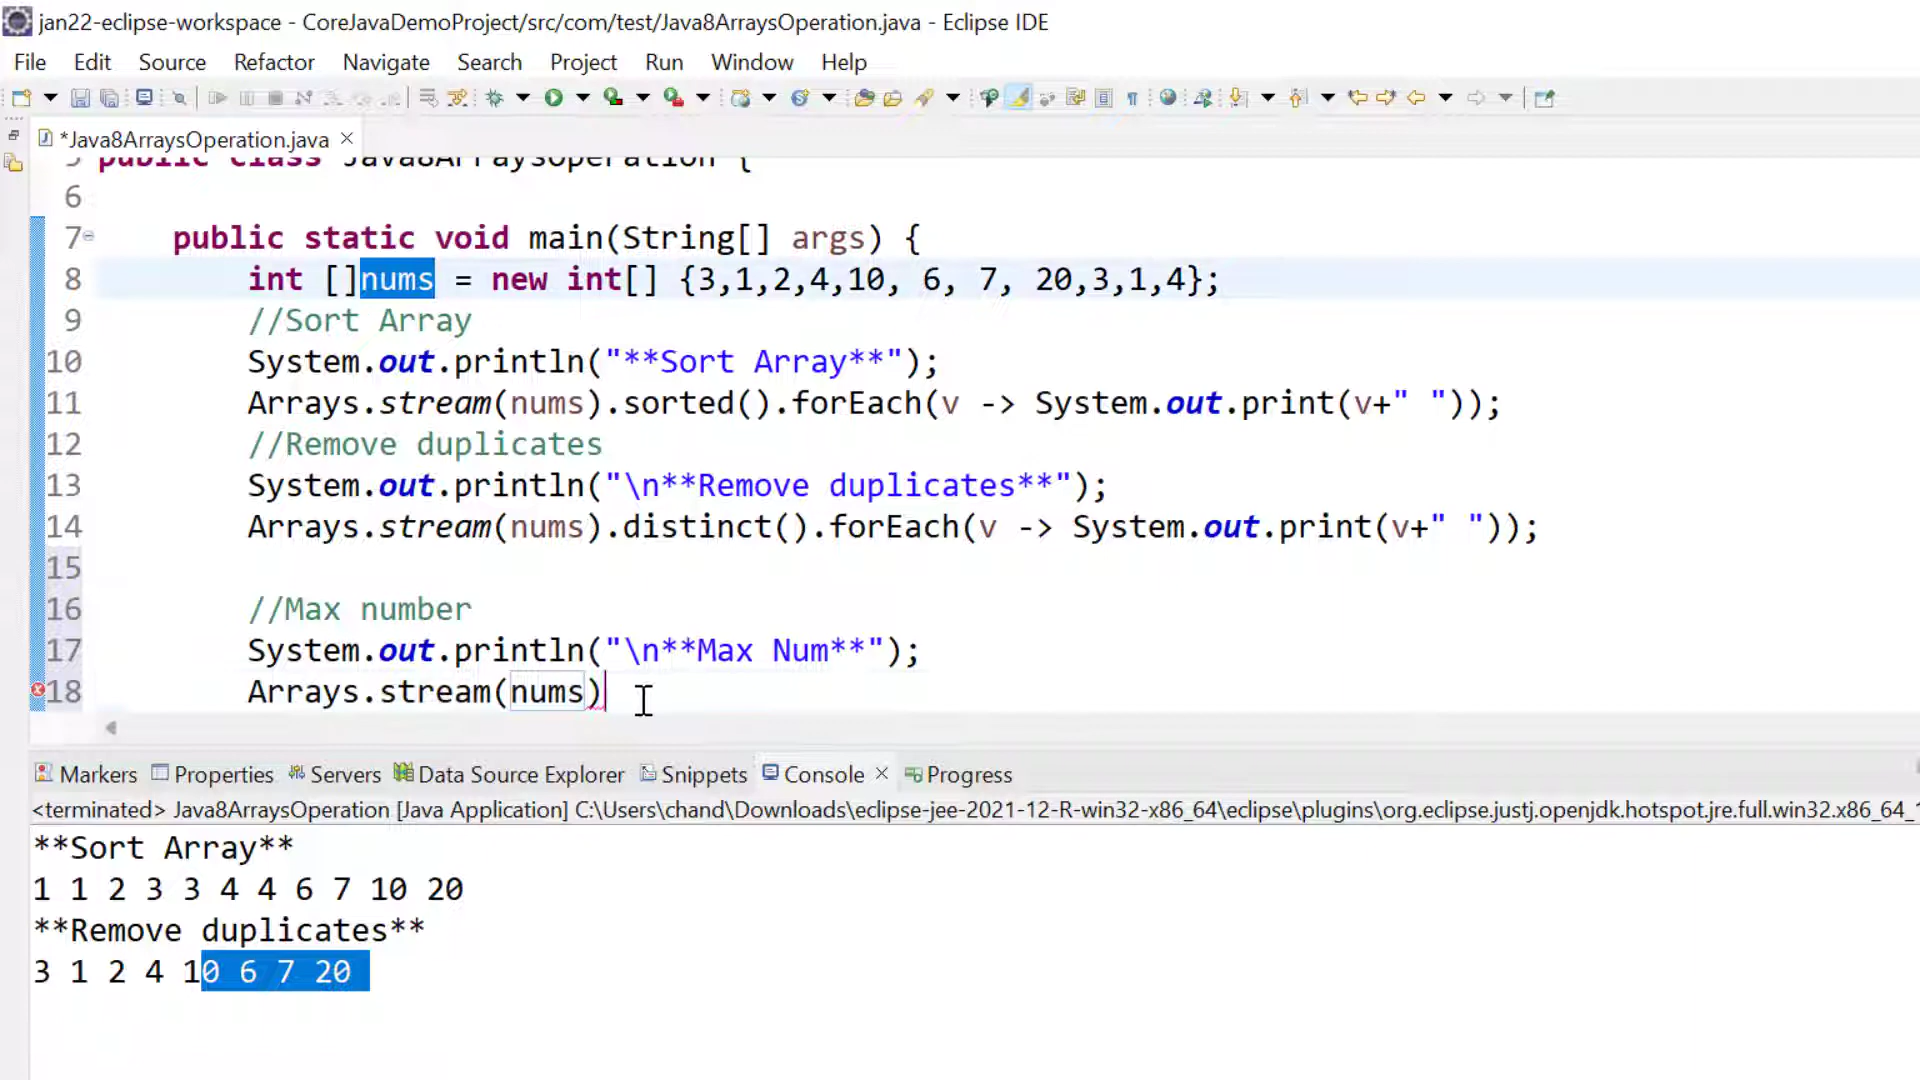 jan22-eclipse-workspace - CoreJavaDemoProject/src/com/test/Java8ArraysOperation.java - Eclipse IDE
File Edit Source Refactor Navigate Search Project Run Window Help
*Java8ArraysOperation.java
5 public class Java8ArraysOperation {
6
7 public static void main(String[] args) {
8 int []nums = new int[] {3,1,2,4,10, 6, 7, 20,3,1,4};
9 //Sort Array
10 System.out.println("**Sort Array**");
11 Arrays.stream(nums).sorted().forEach(v -> System.out.print(v+" "));
12 //Remove duplicates
13 System.out.println("\n**Remove duplicates**");
14 Arrays.stream(nums).distinct().forEach(v -> System.out.print(v+" "));
15
16 //Max number
17 System.out.println("\n**Max Num**");
18 Arrays.stream(nums)
Markers Properties Servers Data Source Explorer Snippets Console Progress
<terminated> Java8ArraysOperation [Java Application] C:\Users\chand\Downloads\eclipse-jee-2021-12-R-win32-x86_64\eclipse\plugins\org.eclipse.justj.openjdk.hotspot.jre.full.win32.x86_64_1
**Sort Array**
1 1 2 3 3 4 4 6 7 10 20
**Remove duplicates**
3 1 2 4 10 6 7 20